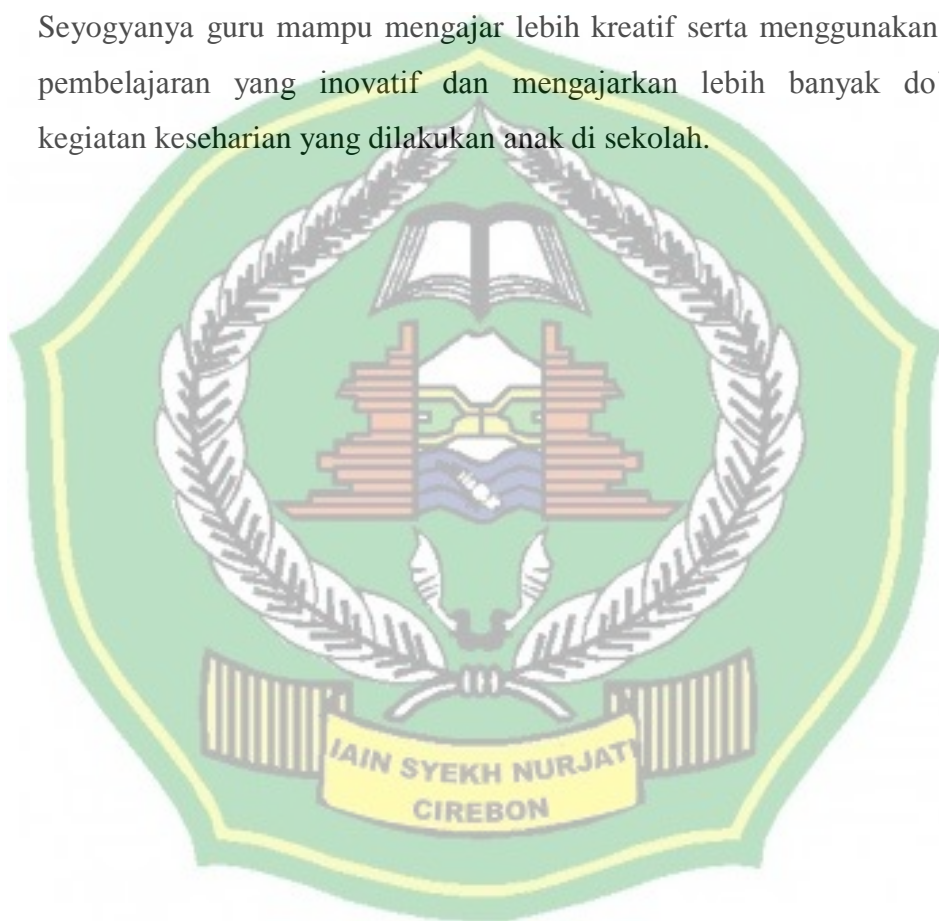 Seyogyanya guru mampu mengajar lebih kreatif serta menggunakan
pembelajaran yang inovatif dan mengajarkan lebih banyak
kegiatan keseharian yang dilakukan anak di sekolah.
IAIN SYEKH NURJATI
CIREBON